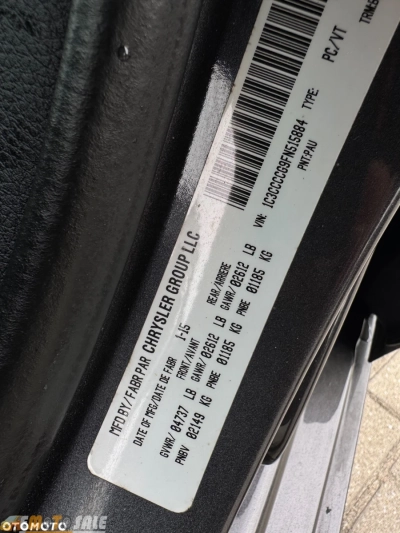 MFD BY/FABR PAR CHRYSLER GROUP LLC
DATE OF MFG/DATE DE FABR 1-15
FRONT/AVANT REAR/ARRIERE
GVWR/ 04737 LB GAWR/ 02612 LB GAWR/ 02612 LB
PNBV 02149 KG PNBE 01185 KG PNBE 01185 KG
VIN: 1C3CCCCG9FN515884 TYPE: PC/VT
PNT:PAU
OTOMOTO
SALE